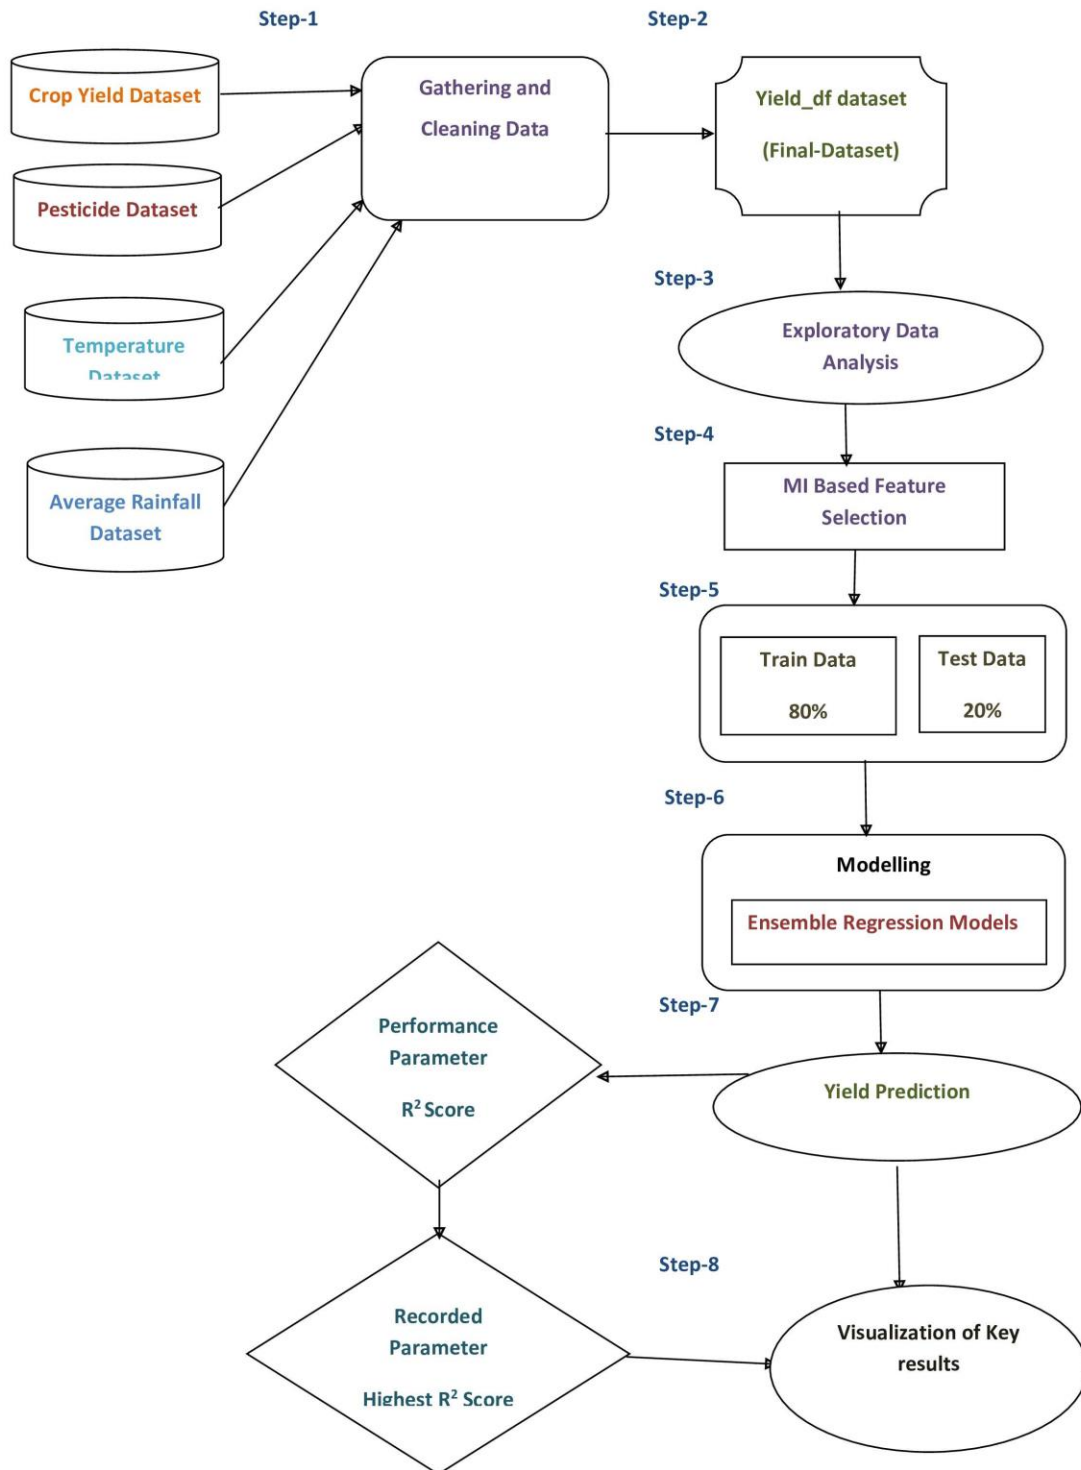 Step-1
Step-2
Crop Yield Dataset
Gathering and
Cleaning Data
Yield_df dataset
(Final-Dataset)
Pesticide Dataset
Step-3
Temperature
Dataset
Exploratory Data
Analysis
Step-4
Average Rainfall
Dataset
MI Based Feature
Selection
Step-5
Train Data
80%
Test Data
20%
Step-6
Modelling
Ensemble Regression Models
Step-7
Performance
Parameter
R² Score
Yield Prediction
Step-8
Recorded
Parameter
Highest R² Score
Visualization of Key
results